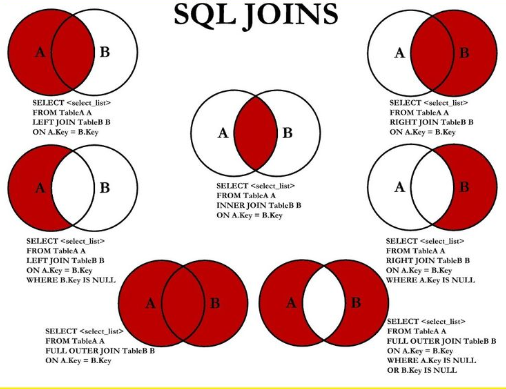 SQL JOINS
A B
SELECT <select_list>
FROM TableA A
LEFT JOIN TableB B
ON A.Key = B.Key
A B
SELECT <select_list>
FROM TableA A
RIGHT JOIN TableB B
ON A.Key = B.Key
A B
SELECT <select_list>
FROM TableA A
INNER JOIN TableB B
ON A.Key = B.Key
A B
SELECT <select_list>
FROM TableA A
LEFT JOIN TableB B
ON A.Key = B.Key
WHERE B.Key IS NULL
A B
SELECT <select_list>
FROM TableA A
RIGHT JOIN TableB B
ON A.Key = B.Key
WHERE A.Key IS NULL
A B
SELECT <select_list>
FROM TableA A
FULL OUTER JOIN TableB B
ON A.Key = B.Key
A B
SELECT <select_list>
FROM TableA A
FULL OUTER JOIN TableB B
ON A.Key = B.Key
WHERE A.Key IS NULL
OR B.Key IS NULL